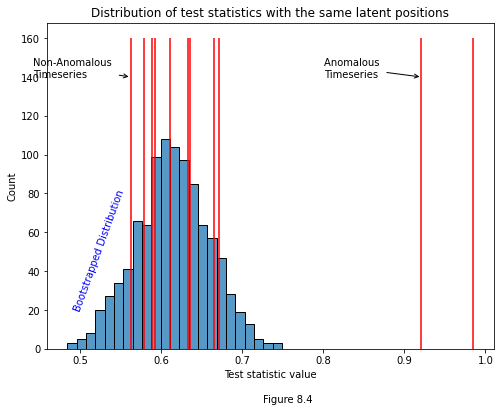 Distribution of test statistics with the same latent positions
160
140
120
100
80
60
40
20
0
Count
Non-Anomalous
Timeseries
Anomalous
Timeseries
Bootstrapped Distribution
0.5 0.6 0.7 0.8 0.9 1.0
Test statistic value
Figure 8.4